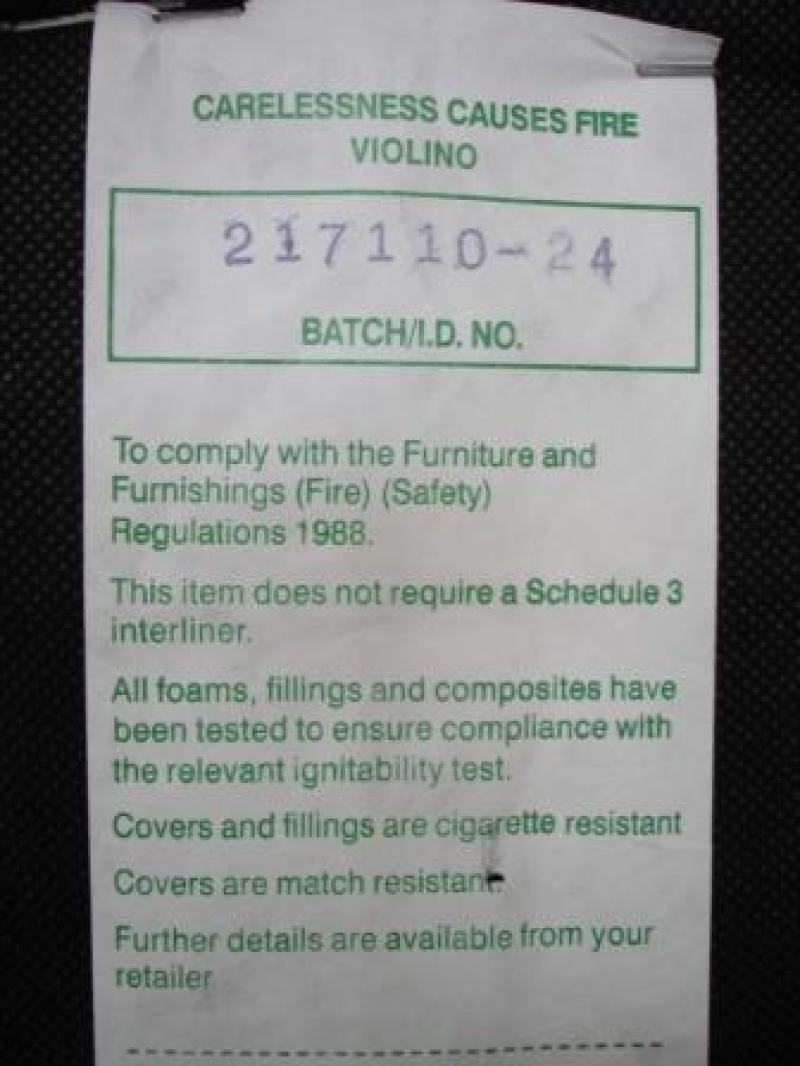 CARELESSNESS CAUSES FIRE
VIOLINO
217110-24
BATCH/I.D. NO.
To comply with the Furniture and
Furnishings (Fire) (Safety)
Regulations 1988.
This item does not require a Schedule 3
interliner.
All foams, fillings and composites have
been tested to ensure compliance with
the relevant ignitability test.
Covers and fillings are cigarette resistant
Covers are match resistant.
Further details are available from your
retailer